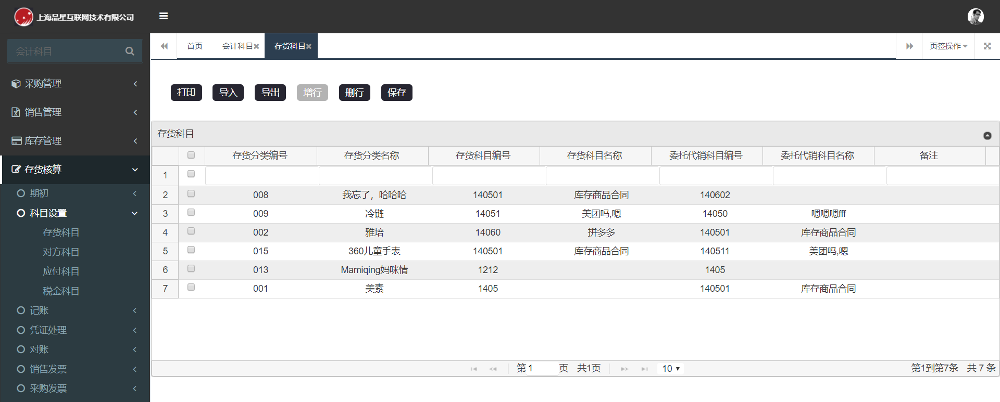 上海品星互联网技术有限公司
会计科目
采购管理
销售管理
库存管理
存货核算
期初
科目设置
存货科目
对方科目
应付科目
税金科目
记账
凭证处理
对账
销售发票
采购发票
首页 会计科目 存货科目 页签操作
打印 导入 导出 增行 删行 保存
存货科目
存货分类编号 存货分类名称 存货科目编号 存货科目名称 委托代销科目编号 委托代销科目名称 备注
1
2 008 我忘了，哈哈哈 140501 库存商品合同 140602
3 009 冷链 14051 美团吗,嗯 14050 嗯嗯嗯fff
4 002 雅培 14060 拼多多 140501 库存商品合同
5 015 360儿童手表 140501 库存商品合同 140511 美团吗,嗯
6 013 Mamiqing妈咪情 1212 1405
7 001 美素 1405 140501 库存商品合同
第 1 页 共1页 10 第1到第7条 共 7 条